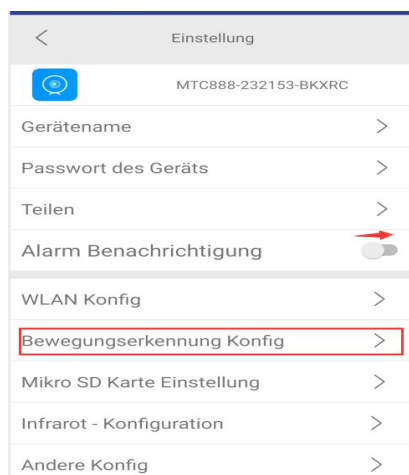 Einstellung
MTC888-232153-BKXRC
Gerätename
Passwort des Geräts
Teilen
Alarm Benachrichtigung
WLAN Konfig
Bewegungserkennung Konfig
Mikro SD Karte Einstellung
Infrarot - Konfiguration
Andere Konfig